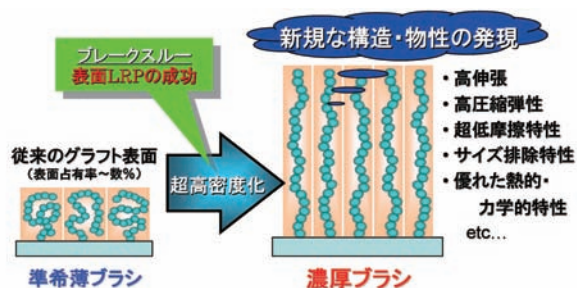 ブレークスルー
表面LRPの成功
従来のグラフト表面
(表面占有率~数%)
準希薄ブラシ
超高密度化
新規な構造・物性の発現
濃厚ブラシ
・高伸張
・高圧縮弾性
・超低摩擦特性
・サイズ排除特性
・優れた熱的・
力学的特性
etc…